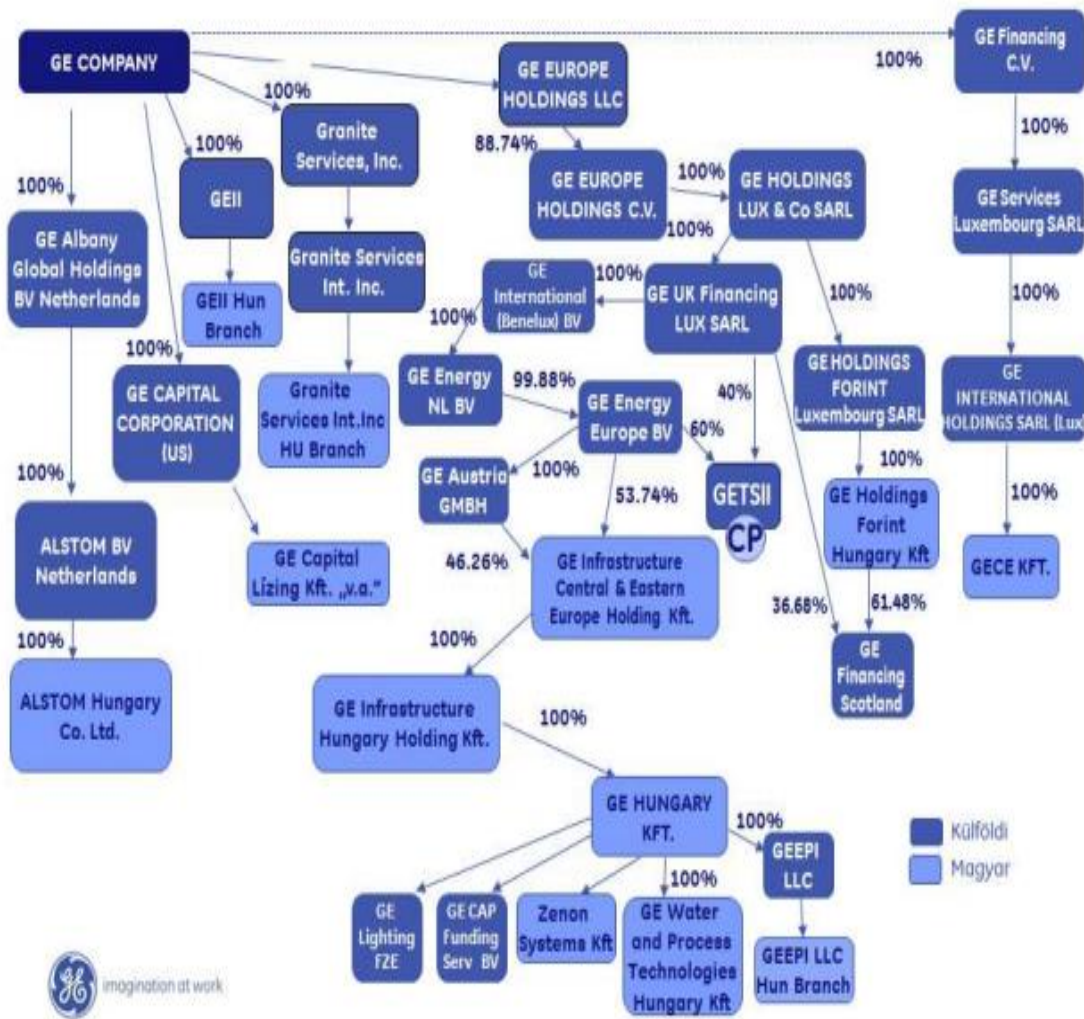 GE COMPANY
100%
GE Financing
C.V.
GE EUROPE
HOLDINGS LLC
100%
Granite
Services, Inc.
88.74%
100%
100%
GEII
GE EUROPE
HOLDINGS C.V.
100%
GE HOLDINGS
LUX & Co SARL
GE Services
Luxembourg SARL
100%
GE Albany
Global Holdings
BV Netherlands
Granite Services
Int. Inc.
100%
GE
International
(Benelux) BV
100%
GE UK Financing
LUX SARL
100%
100%
GEII Hun
Branch
100%
100%
GE CAPITAL
CORPORATION
(US)
Granite
Services Int.Inc
HU Branch
GE Energy
NL BV
99.88%
GE Energy
Europe BV
40%
60%
GE HOLDINGS
FORINT
Luxembourg SARL
GE
INTERNATIONAL
HOLDINGS SARL (Lux)
100%
GE Austria
GMBH
100%
53.74%
GETSII
CP
100%
GE Holdings
Forint
Hungary Kft
100%
ALSTOM BV
Netherlands
GE Capital
Lízing Kft. „v.a.”
46.26%
GE Infrastructure
Central & Eastern
Europe Holding Kft.
GECE KFT.
36.68%
61.48%
100%
100%
GE
Financing
Scotland
ALSTOM Hungary
Co. Ltd.
GE Infrastructure
Hungary Holding Kft.
100%
GE HUNGARY
KFT.
100%
GEEPI
LLC
Külföldi
Magyar
100%
GE
Lighting
FZE
GE CAP
Funding
Serv BV
Zenon
Systems Kft
GE Water
and Process
Technologies
Hungary Kft
GEEPI LLC
Hun Branch
GE
imagination at work